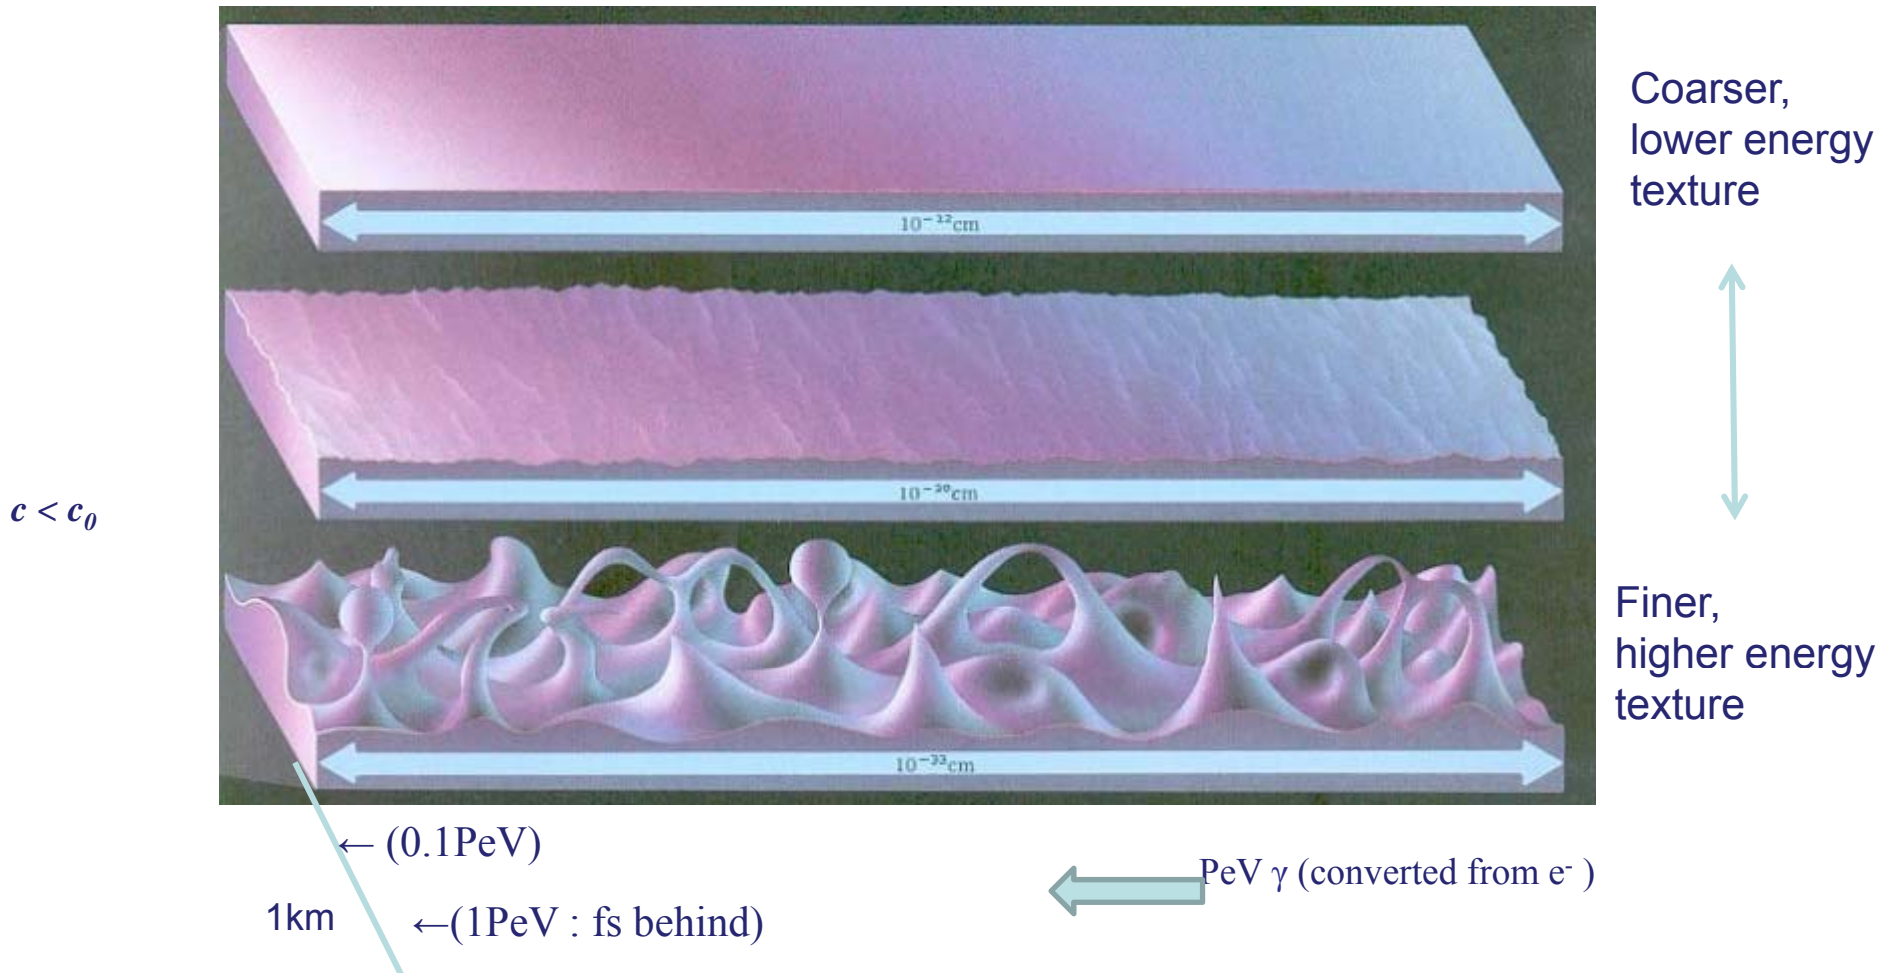 Coarser,
lower energy
texture
10⁻¹²cm
10⁻³⁰cm
c < c₀
Finer,
higher energy
texture
10⁻³³cm
← (0.1PeV)
PeV γ (converted from e⁻ )
1km
←(1PeV : fs behind)